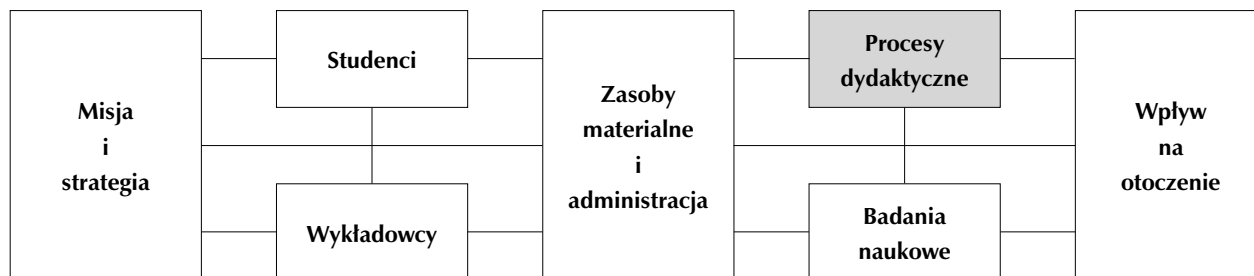 Misja
i
strategia
Studenci
Wykładowcy
Zasoby
materialne
i
administracja
Procesy
dydaktyczne
Badania
naukowe
Wpływ
na
otoczenie